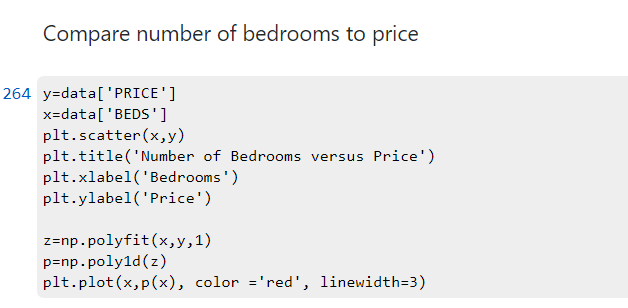 Compare number of bedrooms to price
264
y=data['PRICE']
x=data['BEDS']
plt.scatter(x,y)
plt.title('Number of Bedrooms versus Price')
plt.xlabel('Bedrooms')
plt.ylabel('Price')
z=np.polyfit(x,y,1)
p=np.poly1d(z)
plt.plot(x,p(x), color ='red', linewidth=3)